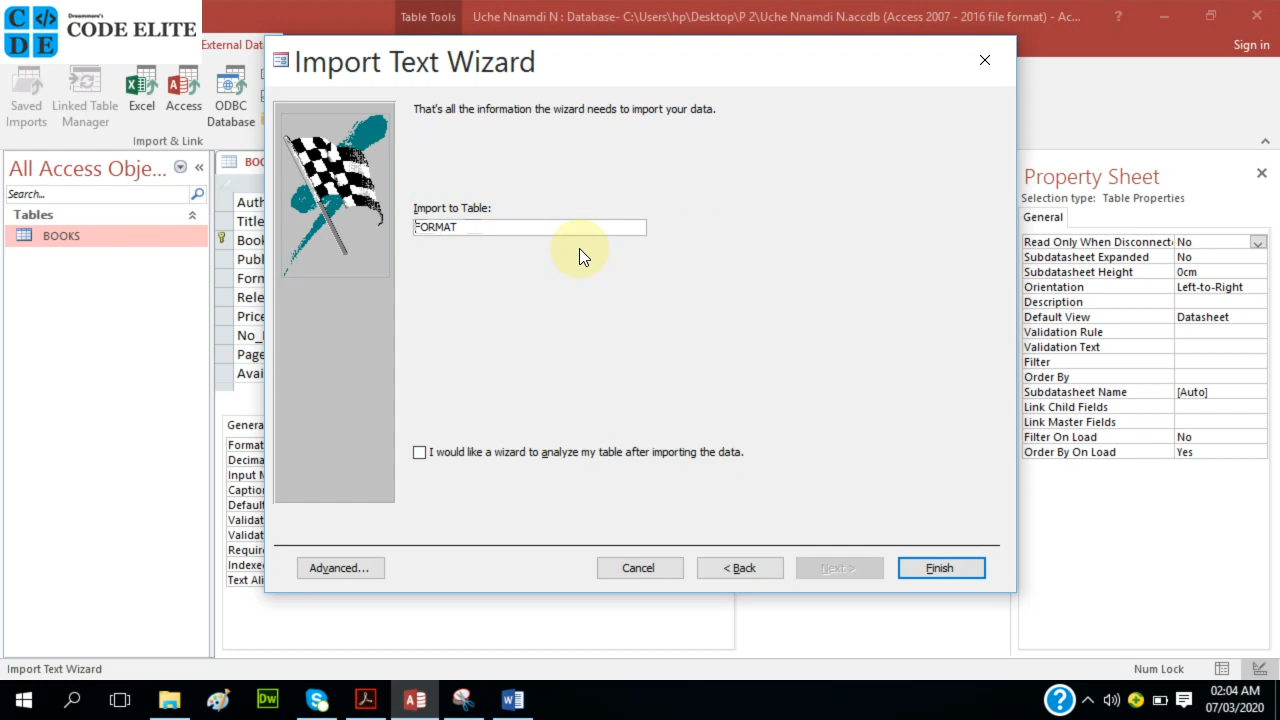 Dreammore's
CODE ELITE
C </>
D E
Table Tools
Uche Nnamdi N : Database- C:\Users\hp\Desktop\P 2\Uche Nnamdi N.accdb (Access 2007 - 2016 file format) - Ac...
?
External Dat
Sign in
Saved Imports
Linked Table Manager
Excel
Access
ODBC Database
Import & Link
All Access Obje...
Search...
Tables
BOOKS
BOO
Auth
Title
Book
Publ
Form
Rele
Price
No_
Page
Avai
Genera
Format
Decima
Input M
Caption
Default
Validat
Validat
Require
Indexed
Text Ali
Import Text Wizard
That's all the information the wizard needs to import your data.
Import to Table:
FORMAT
I would like a wizard to analyze my table after importing the data.
Advanced...
Cancel
< Back
Next >
Finish
Property Sheet
Selection type: Table Properties
General
Read Only When Disconnect No
Subdatasheet Expanded No
Subdatasheet Height 0cm
Orientation Left-to-Right
Description
Default View Datasheet
Validation Rule
Validation Text
Filter
Order By
Subdatasheet Name [Auto]
Link Child Fields
Link Master Fields
Filter On Load No
Order By On Load Yes
Import Text Wizard
Num Lock
Dw
02:04 AM
07/03/2020